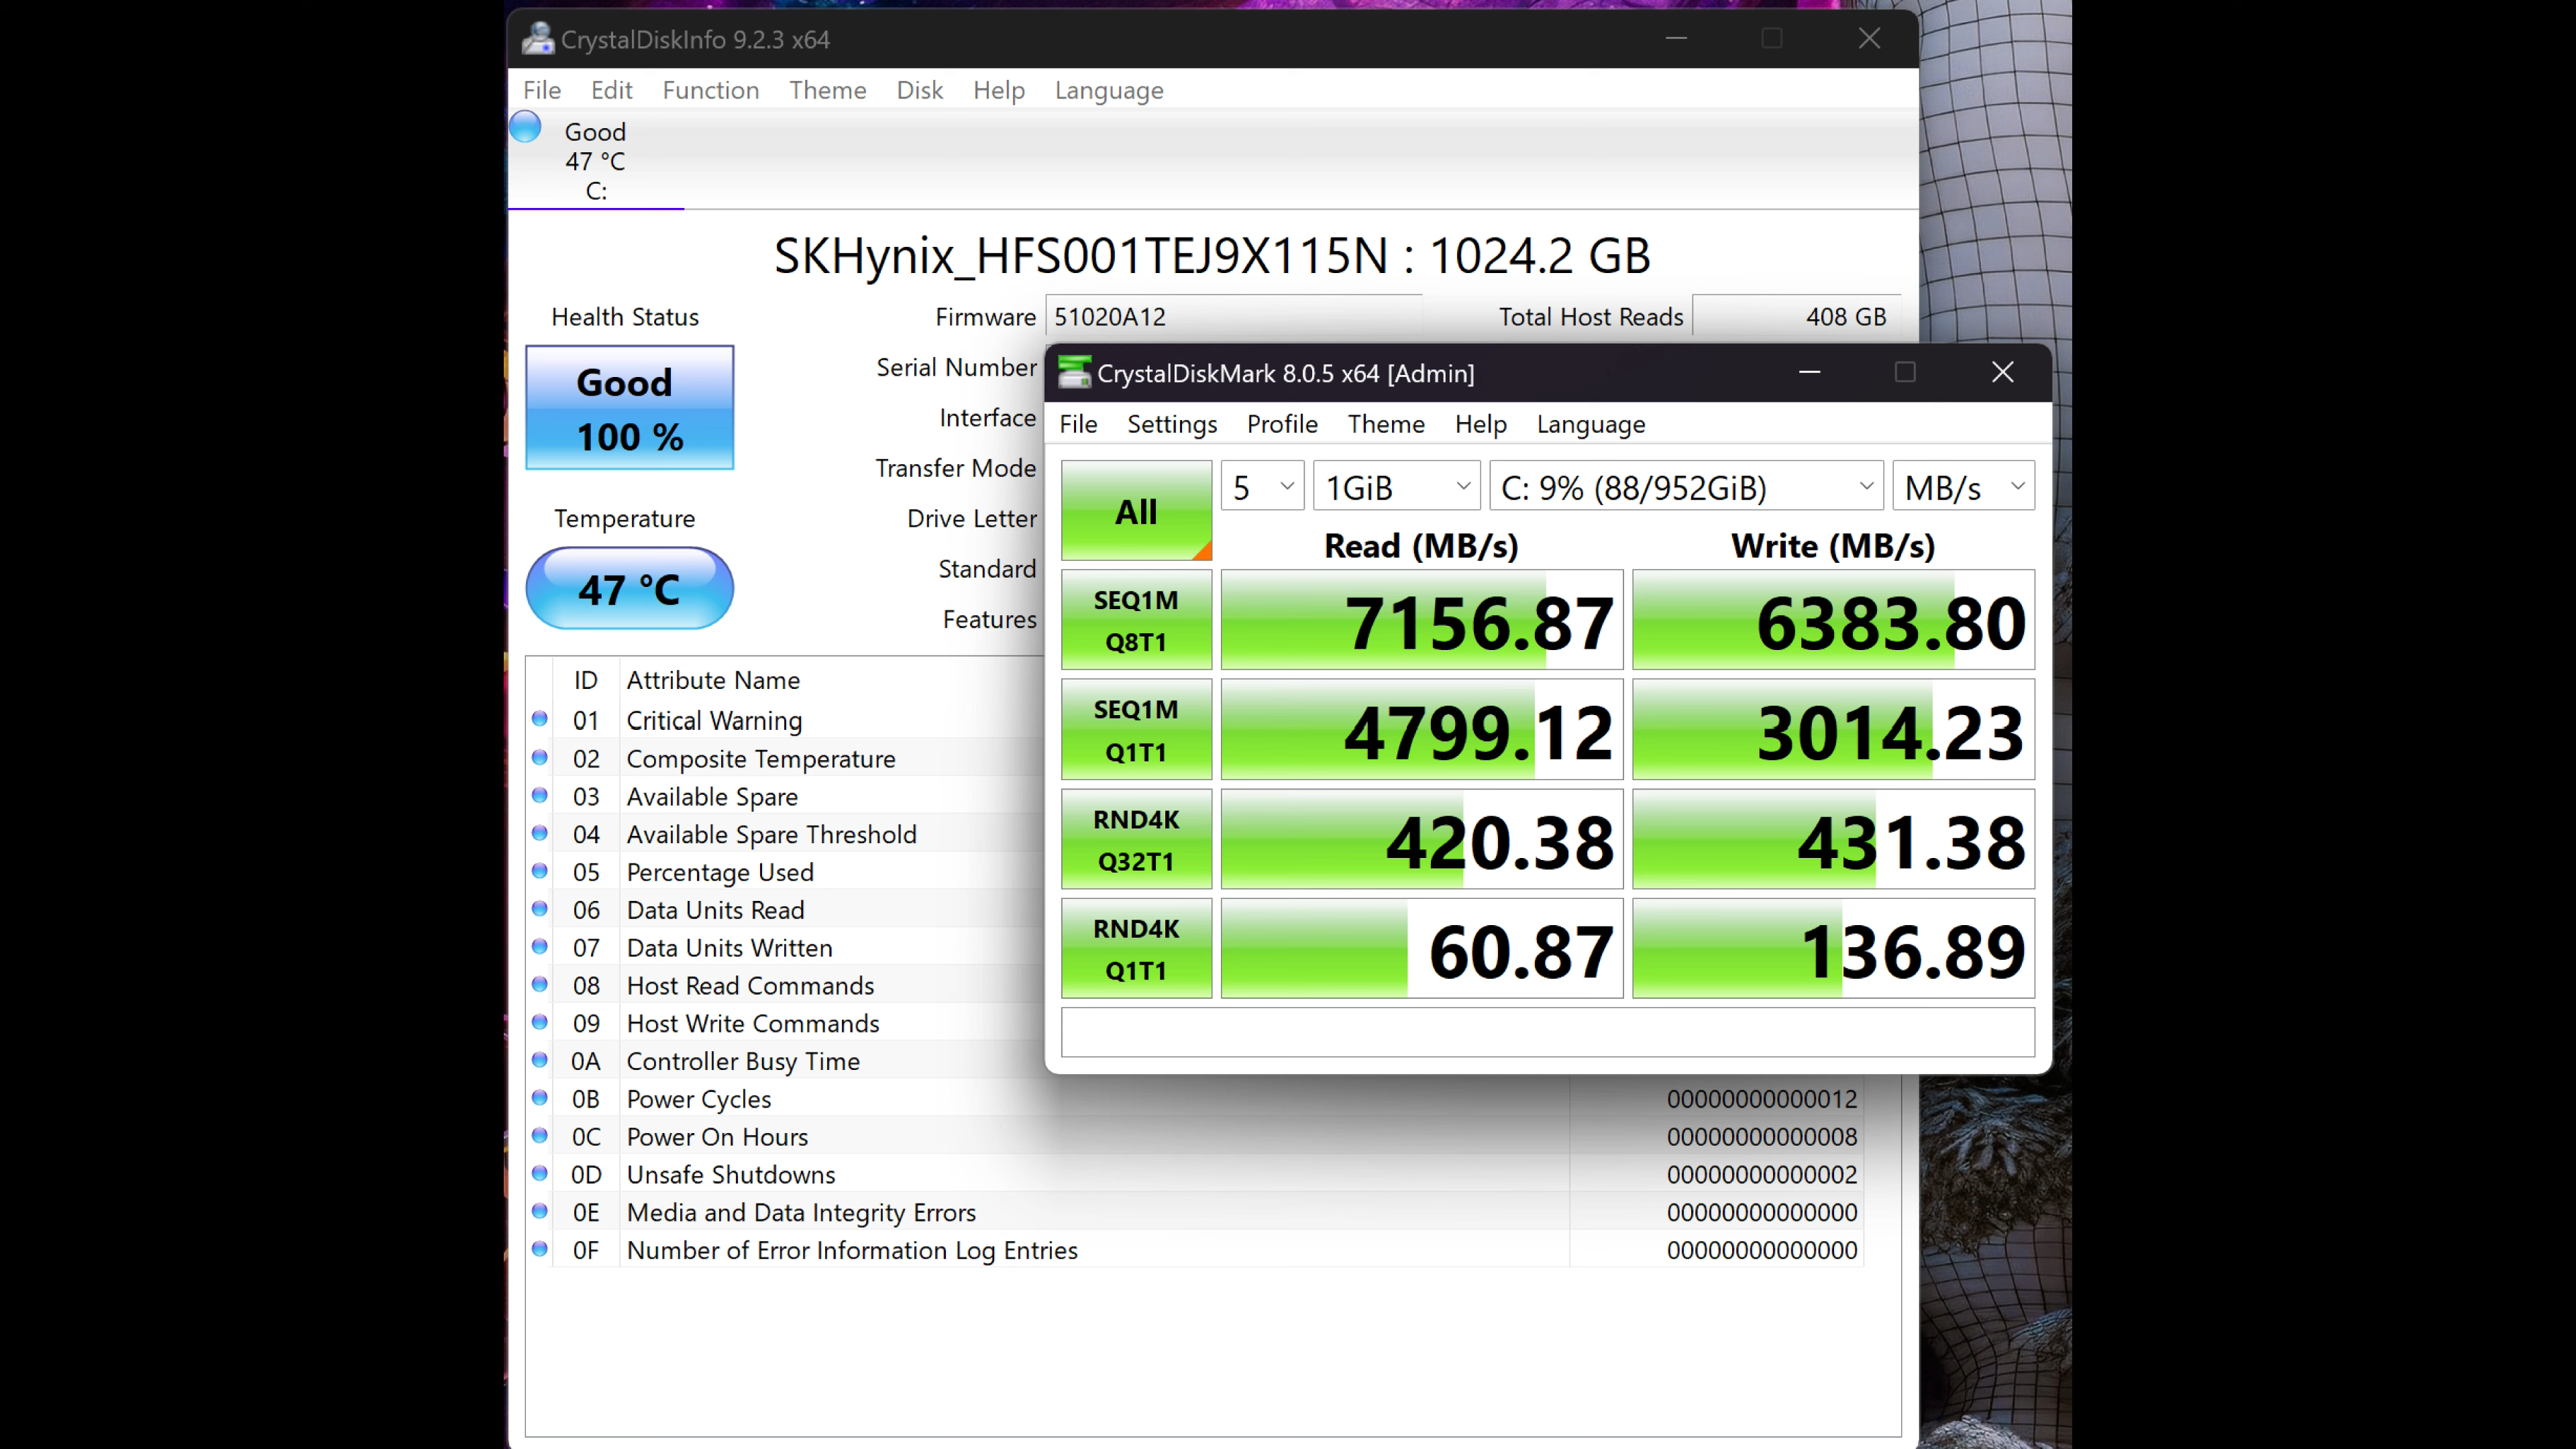 CrystalDiskInfo 9.2.3 x64
File Edit Function Theme Disk Help Language
Good
47 °C
C:
SKHynix_HFS001TEJ9X115N : 1024.2 GB
Health Status
Good
100 %
Temperature
47 °C
Firmware 51020A12
Total Host Reads 408 GB
Serial Number
Interface
Transfer Mode
Drive Letter
Standard
Features
ID Attribute Name
01 Critical Warning
02 Composite Temperature
03 Available Spare
04 Available Spare Threshold
05 Percentage Used
06 Data Units Read
07 Data Units Written
08 Host Read Commands
09 Host Write Commands
0A Controller Busy Time
0B Power Cycles 00000000000012
0C Power On Hours 00000000000008
0D Unsafe Shutdowns 00000000000002
0E Media and Data Integrity Errors 00000000000000
0F Number of Error Information Log Entries 00000000000000
CrystalDiskMark 8.0.5 x64 [Admin]
File Settings Profile Theme Help Language
All 5 1GiB C: 9% (88/952GiB) MB/s
Read (MB/s) Write (MB/s)
SEQ1M
Q8T1
7156.87 6383.80
SEQ1M
Q1T1
4799.12 3014.23
RND4K
Q32T1
420.38 431.38
RND4K
Q1T1
60.87 136.89